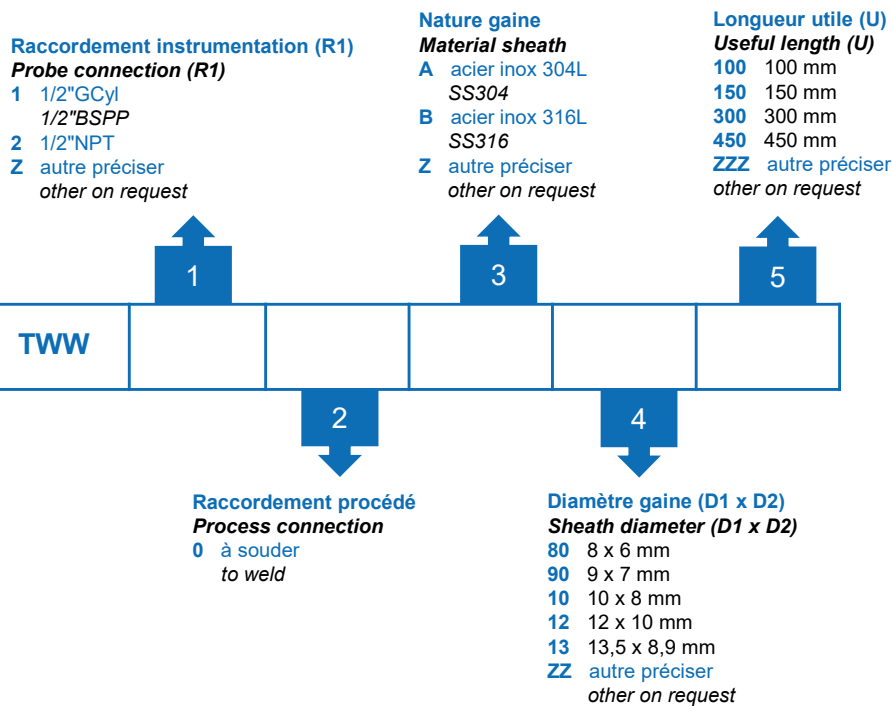 Raccordement instrumentation (R1)
Probe connection (R1)
1 1/2"GCyl
1/2"BSPP
2 1/2"NPT
Z autre préciser
other on request
Nature gaine
Material sheath
A acier inox 304L
SS304
B acier inox 316L
SS316
Z autre préciser
other on request
Longueur utile (U)
Useful length (U)
100 100 mm
150 150 mm
300 300 mm
450 450 mm
ZZZ autre préciser
other on request
1
3
5
TWW
2
4
Raccordement procédé
Process connection
0 à souder
to weld
Diamètre gaine (D1 x D2)
Sheath diameter (D1 x D2)
80 8 x 6 mm
90 9 x 7 mm
10 10 x 8 mm
12 12 x 10 mm
13 13,5 x 8,9 mm
ZZ autre préciser
other on request